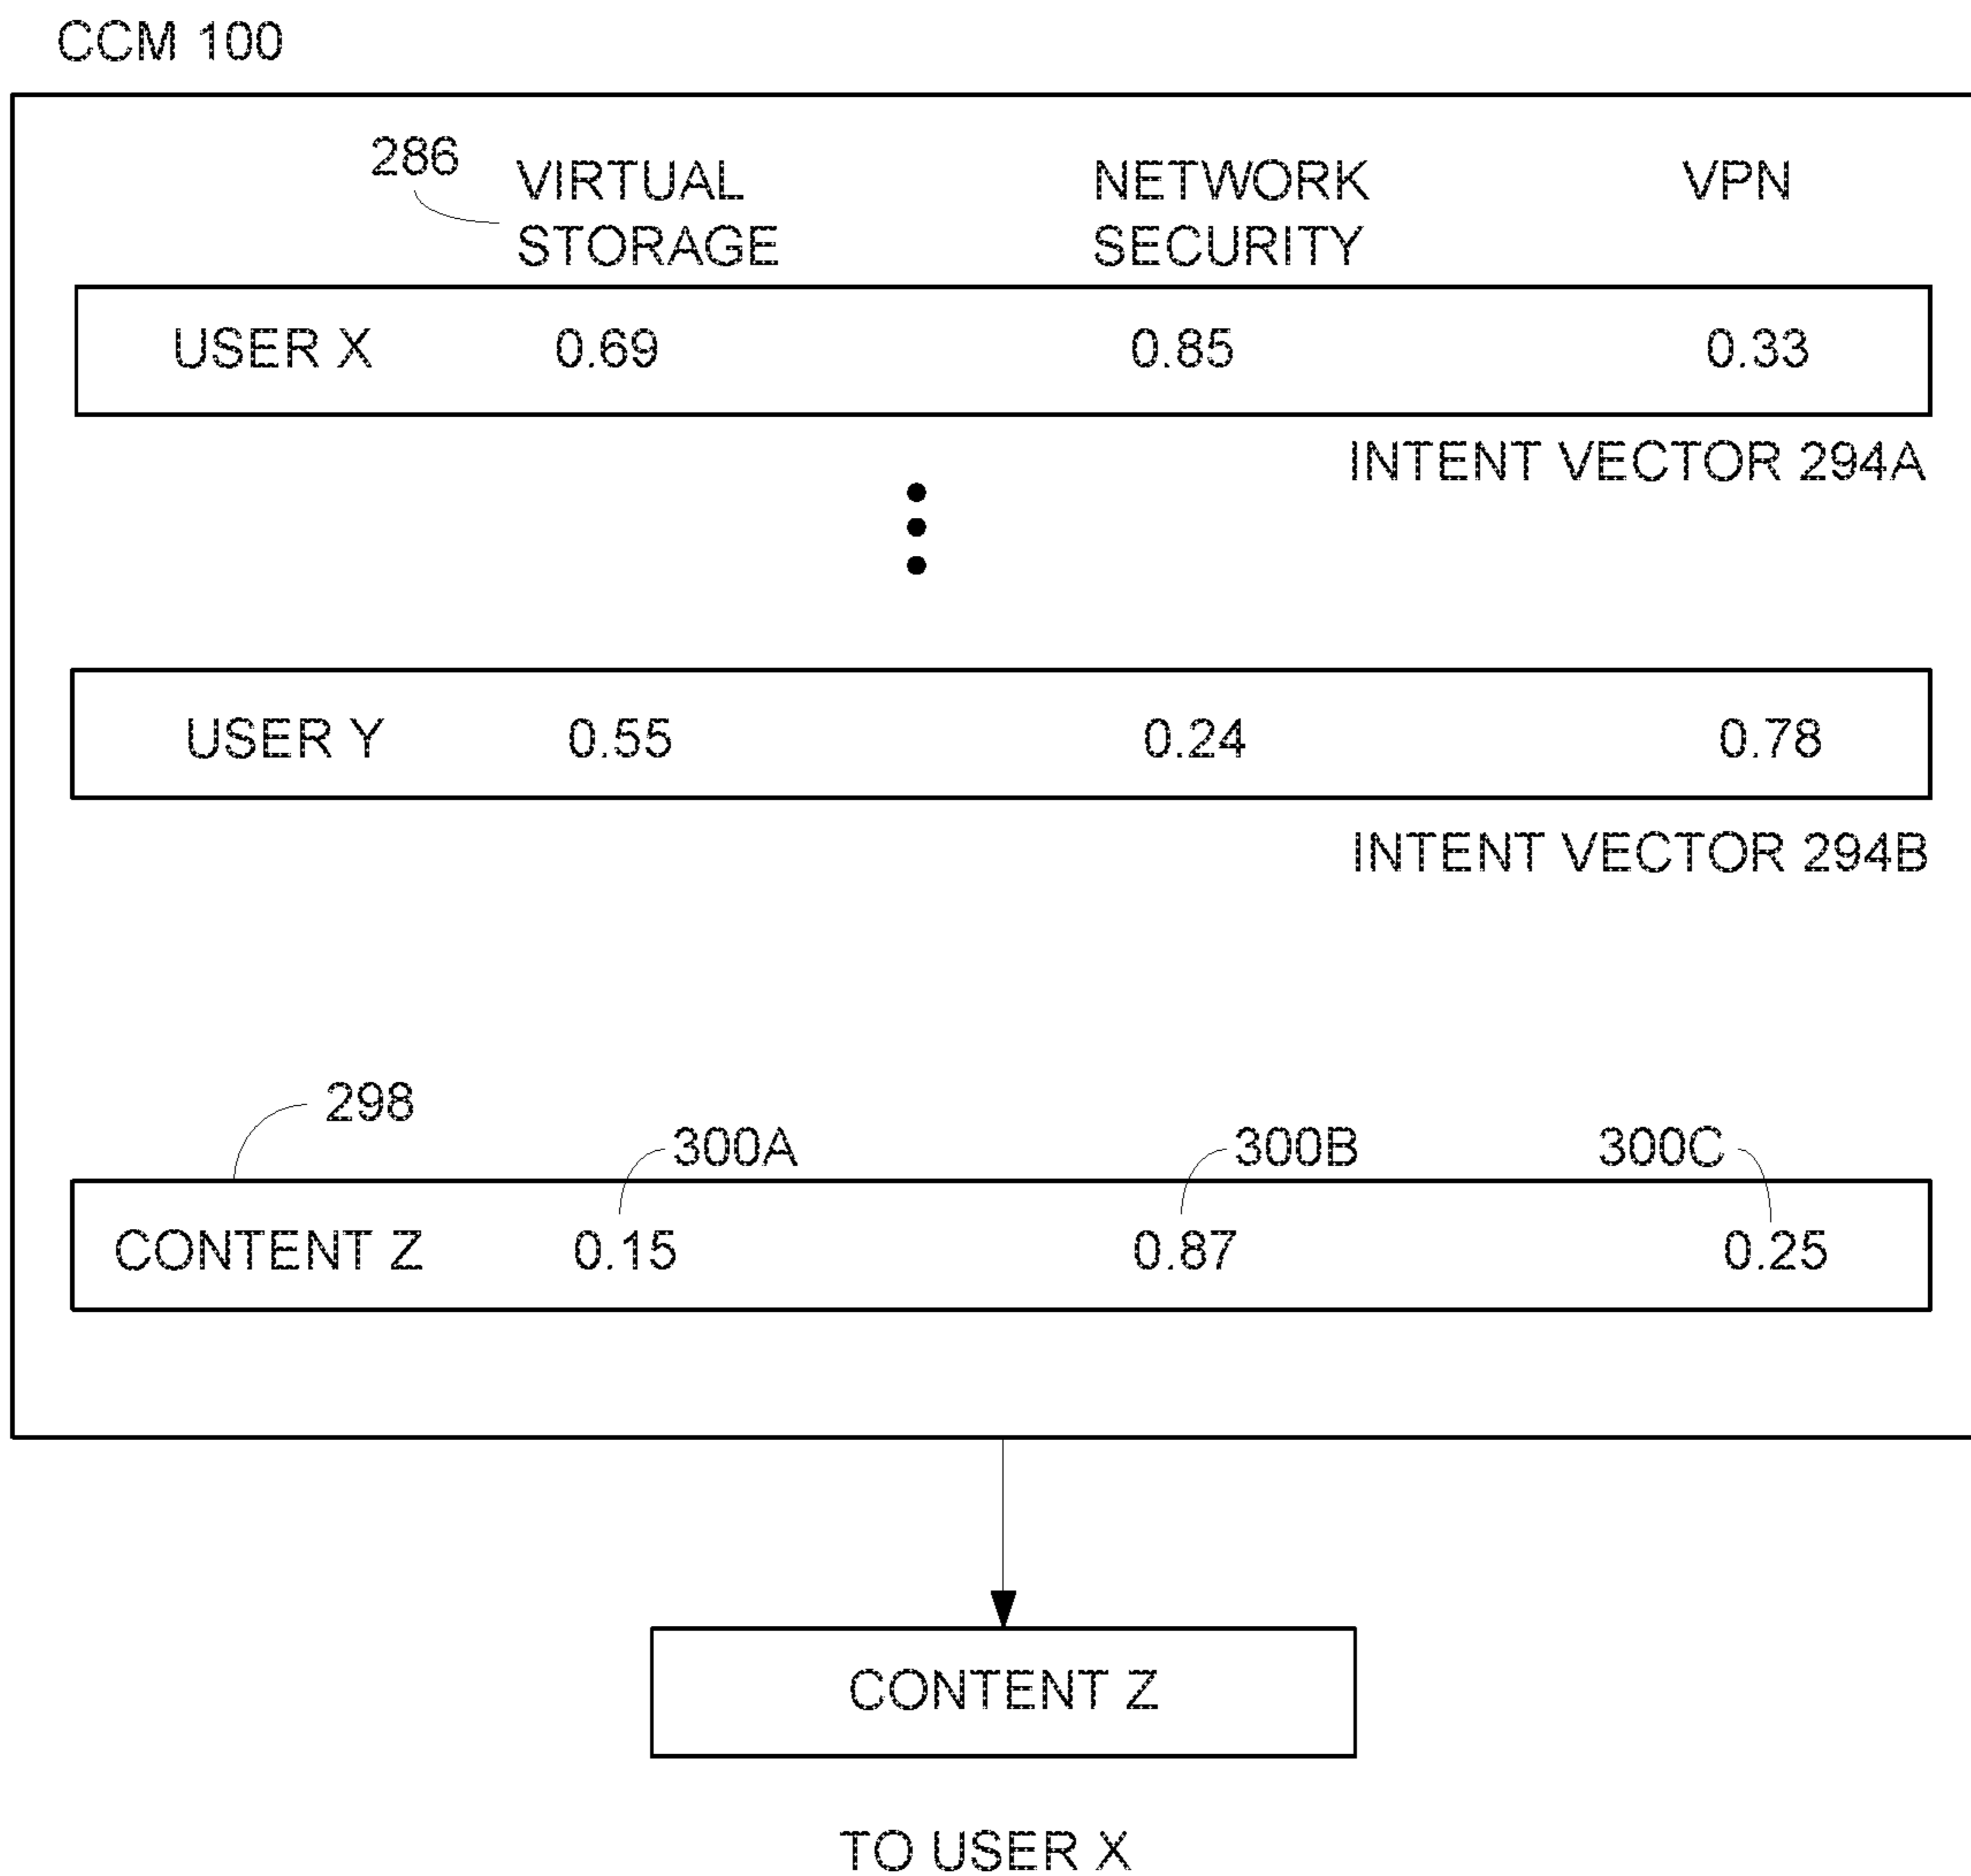 CCM 100
286
VIRTUAL STORAGE
NETWORK SECURITY
VPN
USER X 0.69 0.85 0.33
INTENT VECTOR 294A
USER Y 0.55 0.24 0.78
INTENT VECTOR 294B
298
300A 300B 300C
CONTENT Z 0.15 0.87 0.25
CONTENT Z
TO USER X